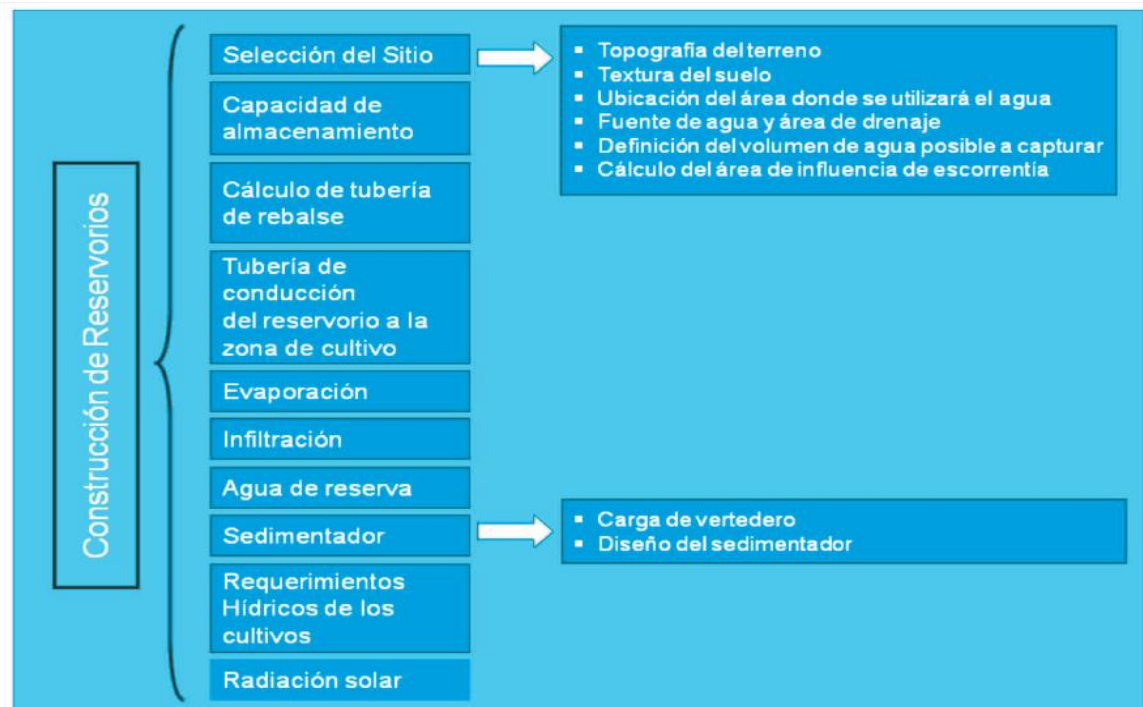 Construcción de Reservorios
Selección del Sitio
▪ Topografía del terreno
▪ Textura del suelo
▪ Ubicación del área donde se utilizará el agua
▪ Fuente de agua y área de drenaje
▪ Definición del volumen de agua posible a capturar
▪ Cálculo del área de influencia de escorrentía
Capacidad de
almacenamiento
Cálculo de tubería
de rebalse
Tubería de
conducción
del reservorio a la
zona de cultivo
Evaporación
Infiltración
Agua de reserva
Sedimentador
▪ Carga de vertedero
▪ Diseño del sedimentador
Requerimientos
Hídricos de los
cultivos
Radiación solar